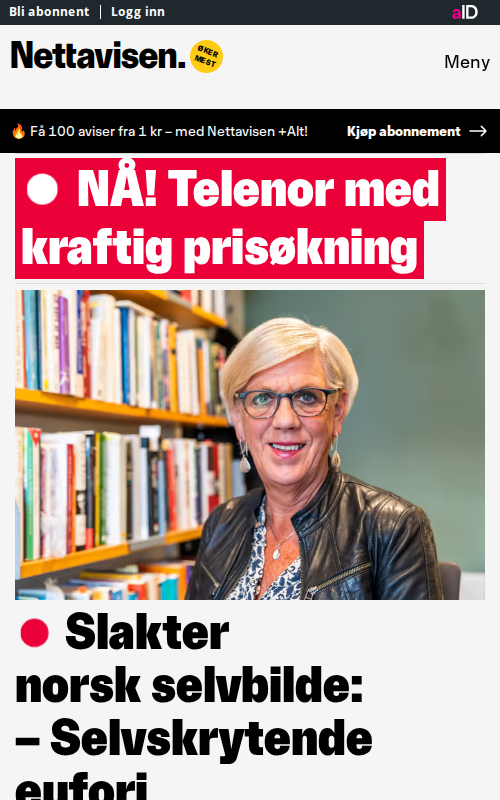 Bli abonnent | Logg inn
aID
Nettavisen.
ØKER
MEST
Meny
🔥 Få 100 aviser fra 1 kr – med Nettavisen +Alt!
Kjøp abonnement →
NÅ! Telenor med
kraftig prisøkning
Slakter
norsk selvbilde:
– Selvskrytende
eufori